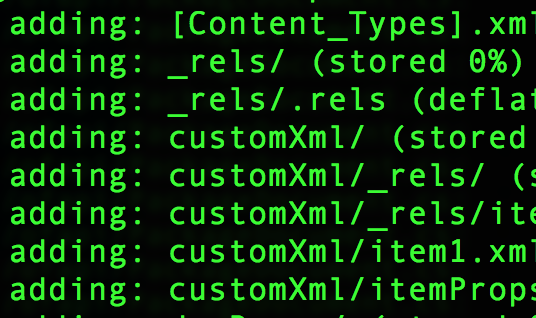 adding: [Content_Types].xml
adding: _rels/ (stored 0%)
adding: _rels/.rels (deflat
adding: customXml/ (stored
adding: customXml/_rels/ (s
adding: customXml/_rels/ite
adding: customXml/item1.xml
adding: customXml/itemProps